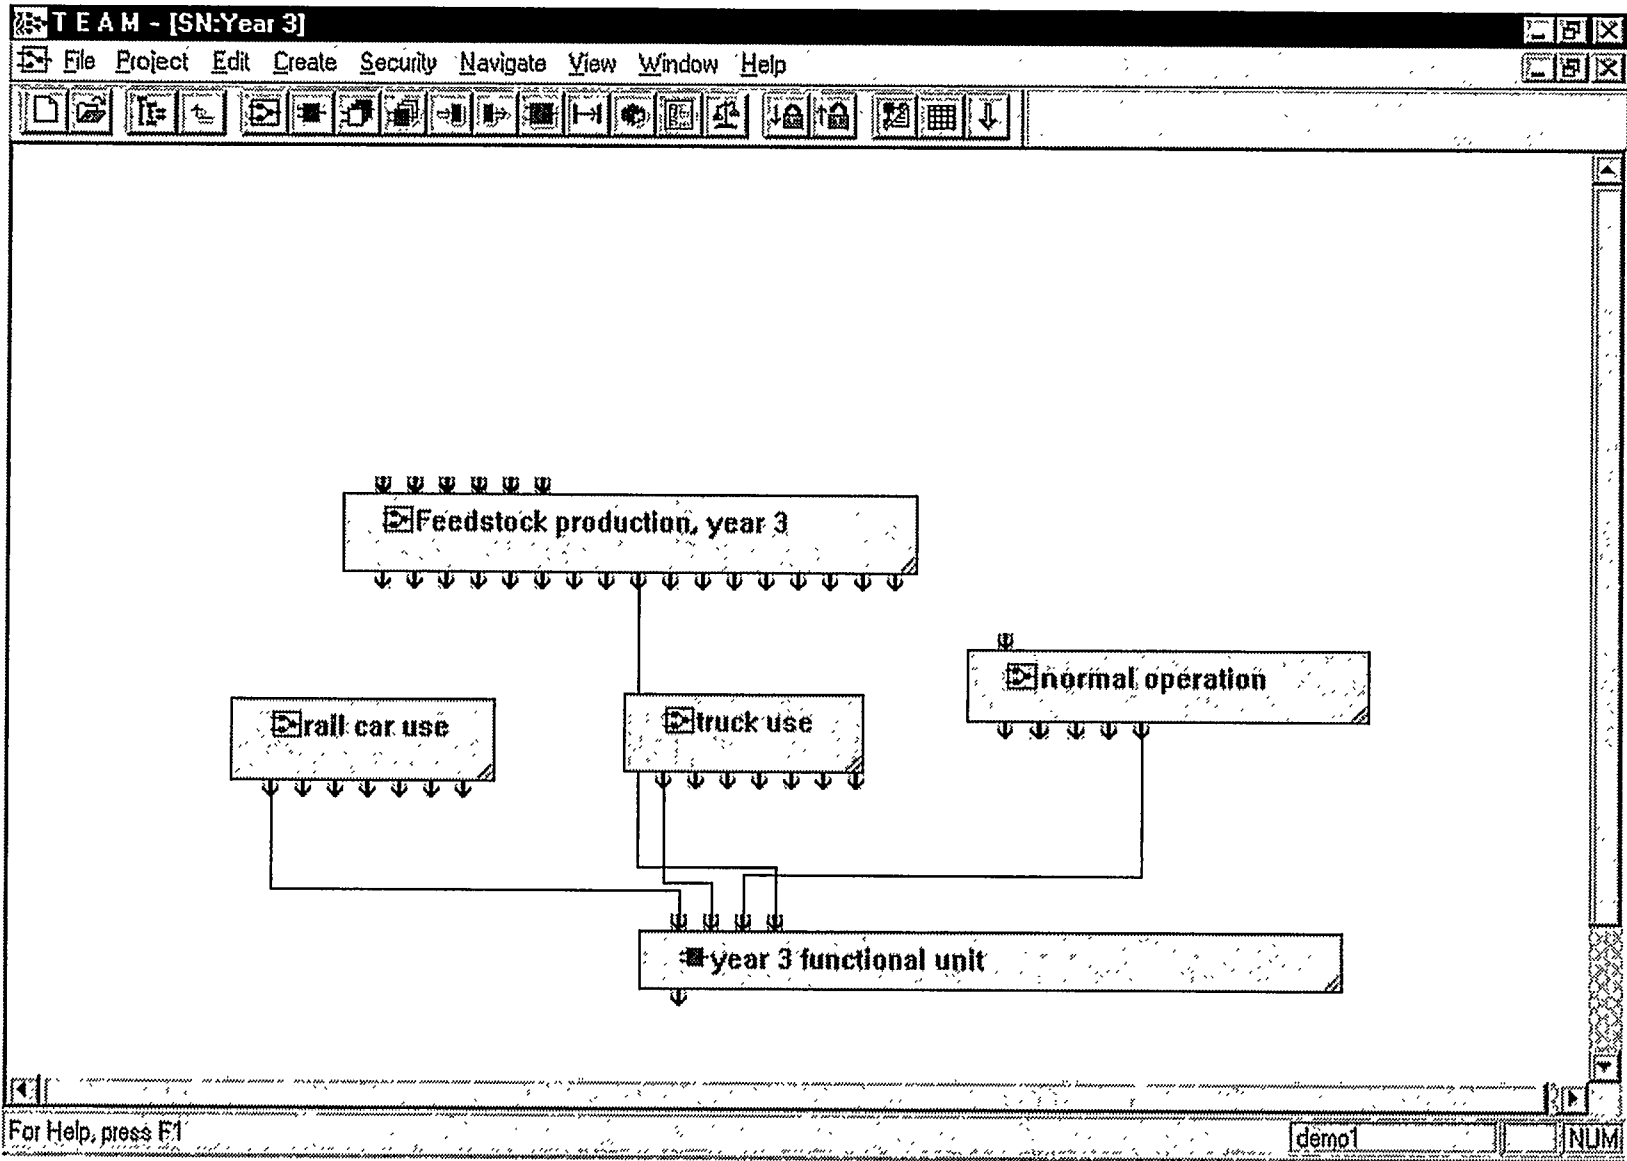 T E A M - [SN:Year 3]
File Project Edit Create Security Navigate View Window Help
Feedstock production, year 3
normal operation
rail car use
truck use
year 3 functional unit
For Help, press F1
demo1
NUM